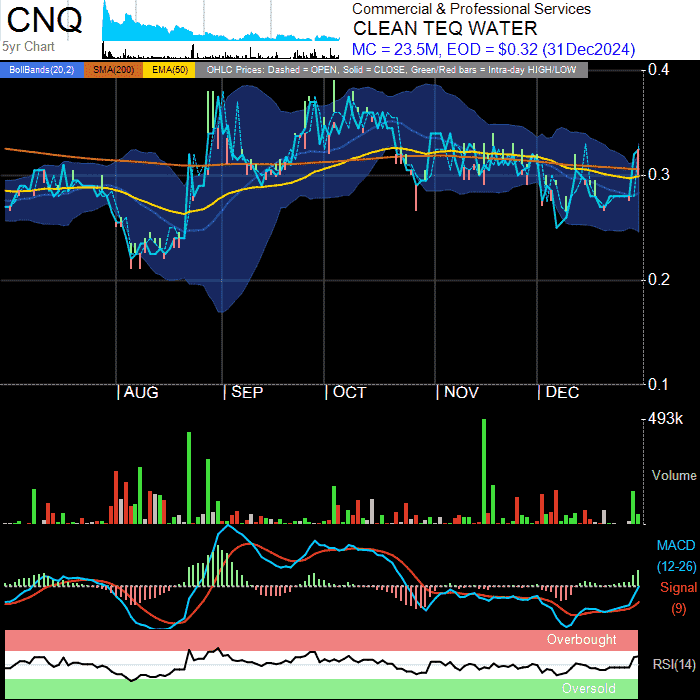 CNQ
5yr Chart
Commercial & Professional Services
CLEAN TEQ WATER
MC = 23.5M, EOD = $0.32 (31Dec2024)
BollBands(20,2) SMA(200) EMA(50) OHLC Prices: Dashed = OPEN, Solid = CLOSE, Green/Red bars = Intra-day HIGH/LOW
0.4
0.3
0.2
0.1
AUG SEP OCT NOV DEC
493k
Volume
MACD
(12-26)
Signal
(9)
Overbought
RSI(14)
Oversold